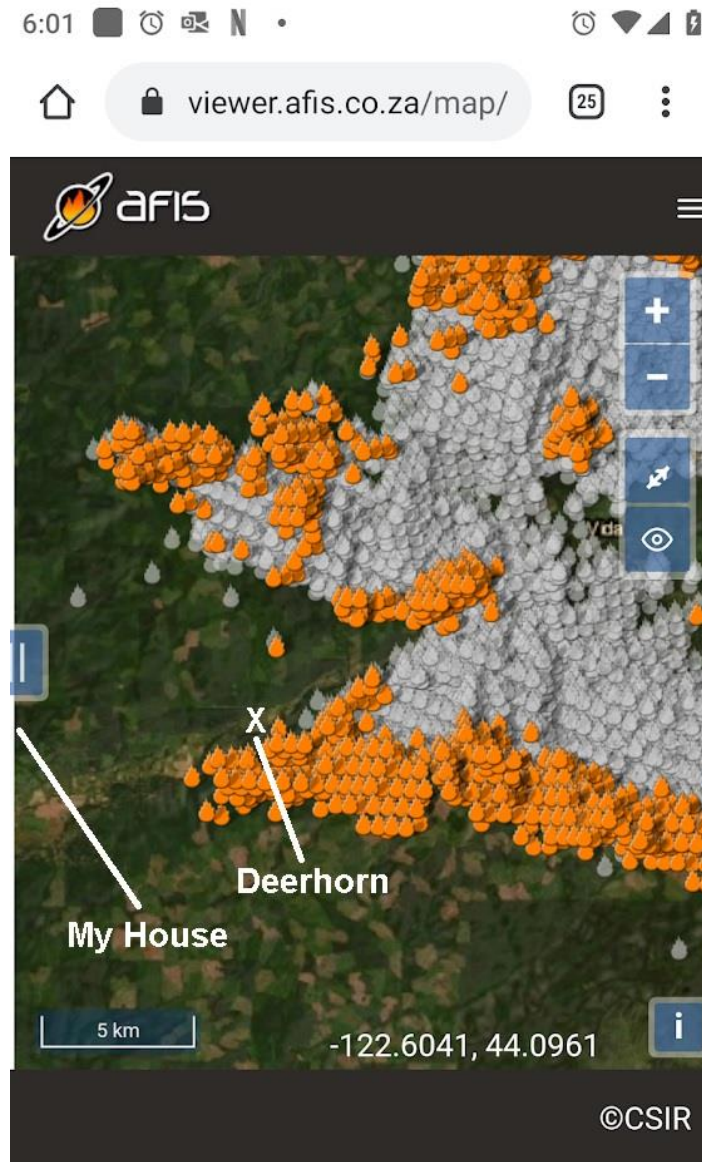 6:01
viewer.afis.co.za/map/
25
afis
+
−
Vida
X
Deerhorn
My House
5 km
-122.6041, 44.0961
i
©CSIR